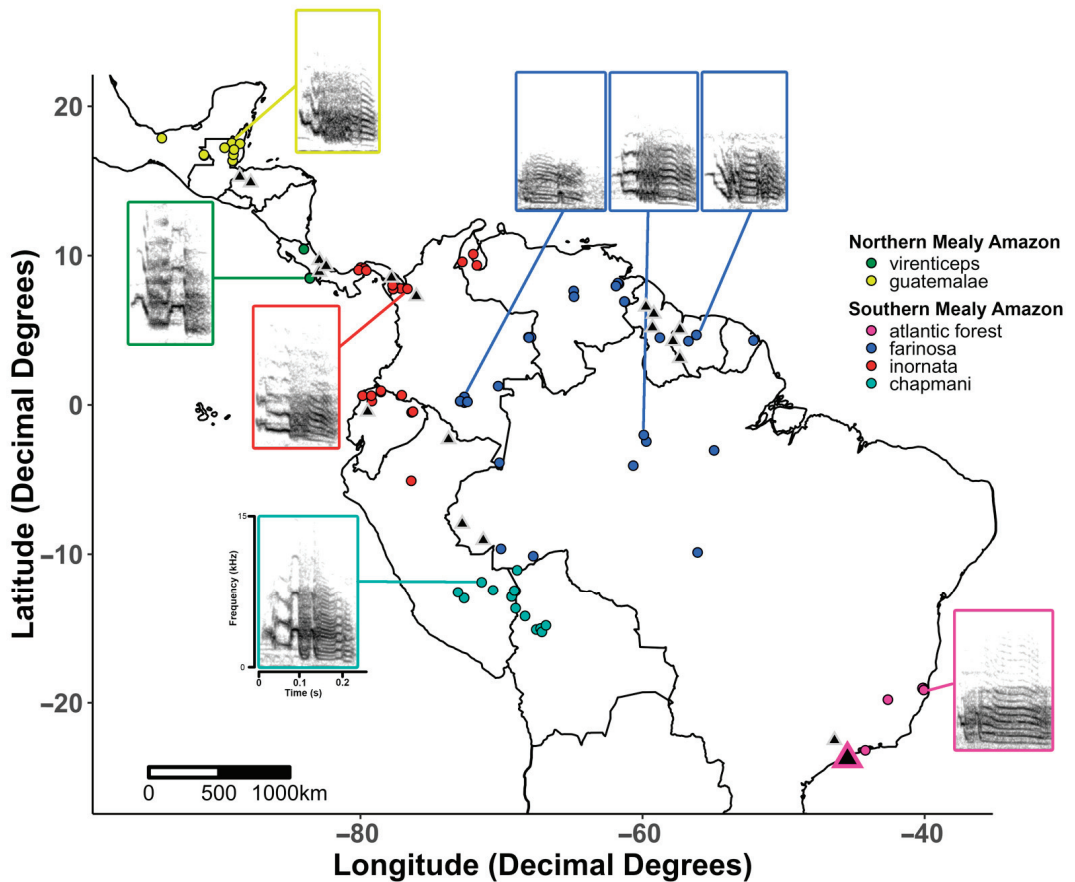 20
10
0
−10
−20
Latitude (Decimal Degrees)
Northern Mealy Amazon
virenticeps
guatemalae
Southern Mealy Amazon
atlantic forest
farinosa
inornata
chapmani
15
Frequency (kHz)
0
0 0.1 0.2
Time (s)
0 500 1000km
−80 −60 −40
Longitude (Decimal Degrees)